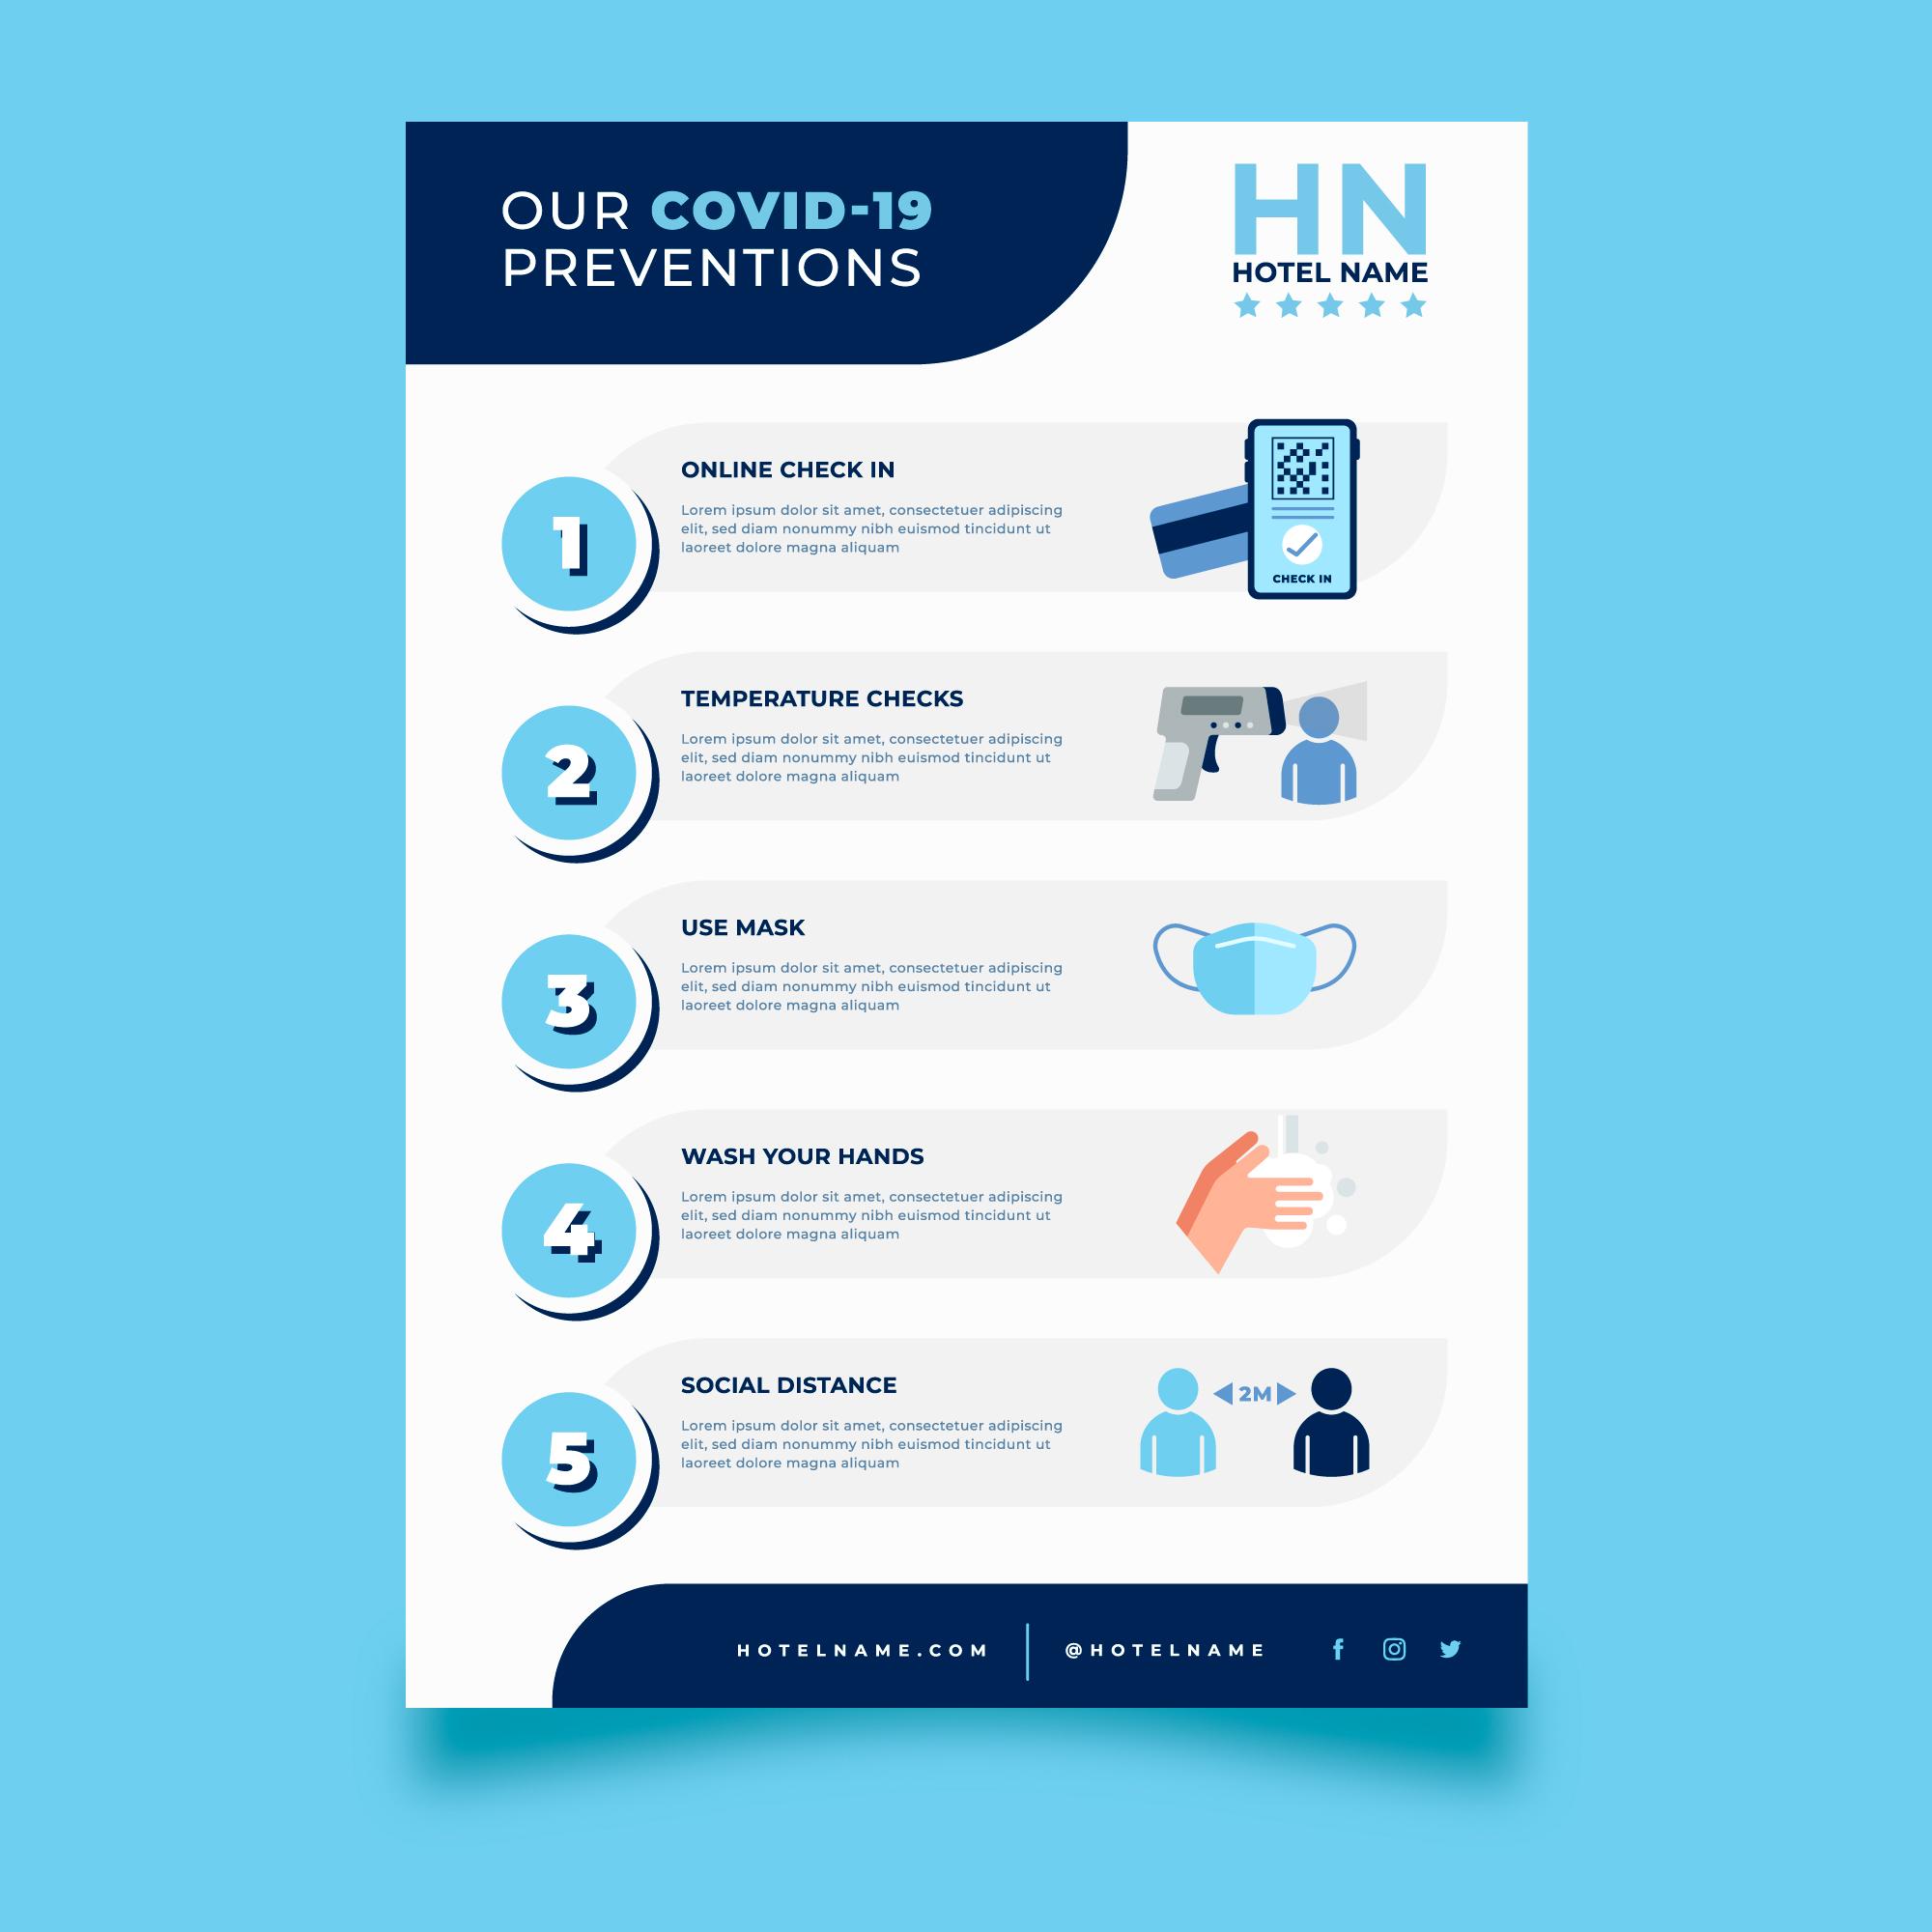 OUR COVID-19
PREVENTIONS
HN
HOTEL NAME
1
ONLINE CHECK IN
Lorem ipsum dolor sit amet, consectetuer adipiscing
elit, sed diam nonummy nibh euismod tincidunt ut
laoreet dolore magna aliquam
CHECK IN
2
TEMPERATURE CHECKS
Lorem ipsum dolor sit amet, consectetuer adipiscing
elit, sed diam nonummy nibh euismod tincidunt ut
laoreet dolore magna aliquam
3
USE MASK
Lorem ipsum dolor sit amet, consectetuer adipiscing
elit, sed diam nonummy nibh euismod tincidunt ut
laoreet dolore magna aliquam
4
WASH YOUR HANDS
Lorem ipsum dolor sit amet, consectetuer adipiscing
elit, sed diam nonummy nibh euismod tincidunt ut
laoreet dolore magna aliquam
5
SOCIAL DISTANCE
Lorem ipsum dolor sit amet, consectetuer adipiscing
elit, sed diam nonummy nibh euismod tincidunt ut
laoreet dolore magna aliquam
2M
HOTELNAME.COM
@HOTELNAME